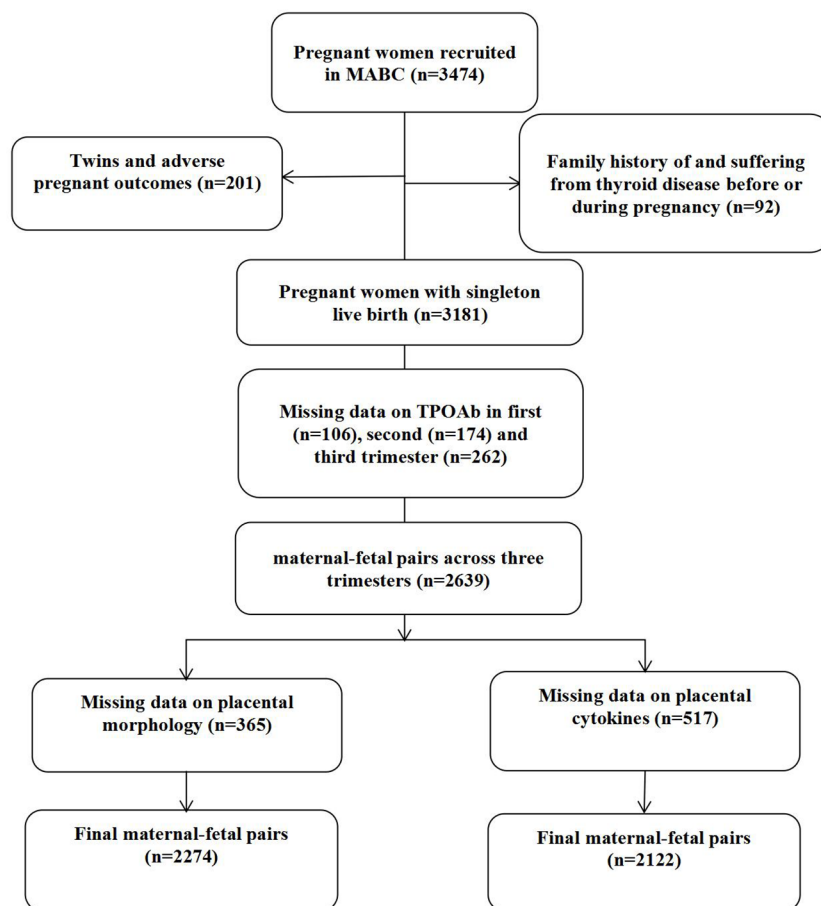 Pregnant women recruited
in MABC (n=3474)
Twins and adverse
pregnant outcomes (n=201)
Family history of and suffering
from thyroid disease before or
during pregnancy (n=92)
Pregnant women with singleton
live birth (n=3181)
Missing data on TPOAb in first
(n=106), second (n=174) and
third trimester (n=262)
maternal-fetal pairs across three
trimesters (n=2639)
Missing data on placental
morphology (n=365)
Missing data on placental
cytokines (n=517)
Final maternal-fetal pairs
(n=2274)
Final maternal-fetal pairs
(n=2122)